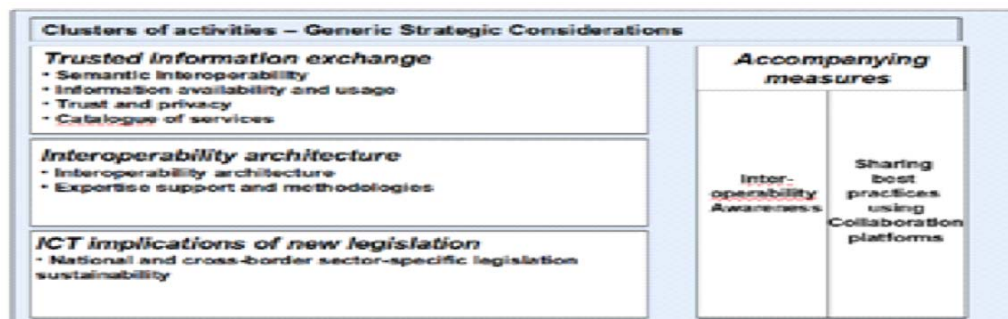 Clusters of activities – Generic Strategic Considerations
Trusted Information exchange
• Semantic Interoperability
• Information availability and usage
• Trust and privacy
• Catalogue of services
Interoperability architecture
• Interoperability architecture
• Expertise support and methodologies
ICT implications of new legislation
• National and cross-border sector-specific legislation
sustainability
Accompanying
measures
Inter-
operability
Awareness
Sharing
best
practices
using
Collaboration
platforms